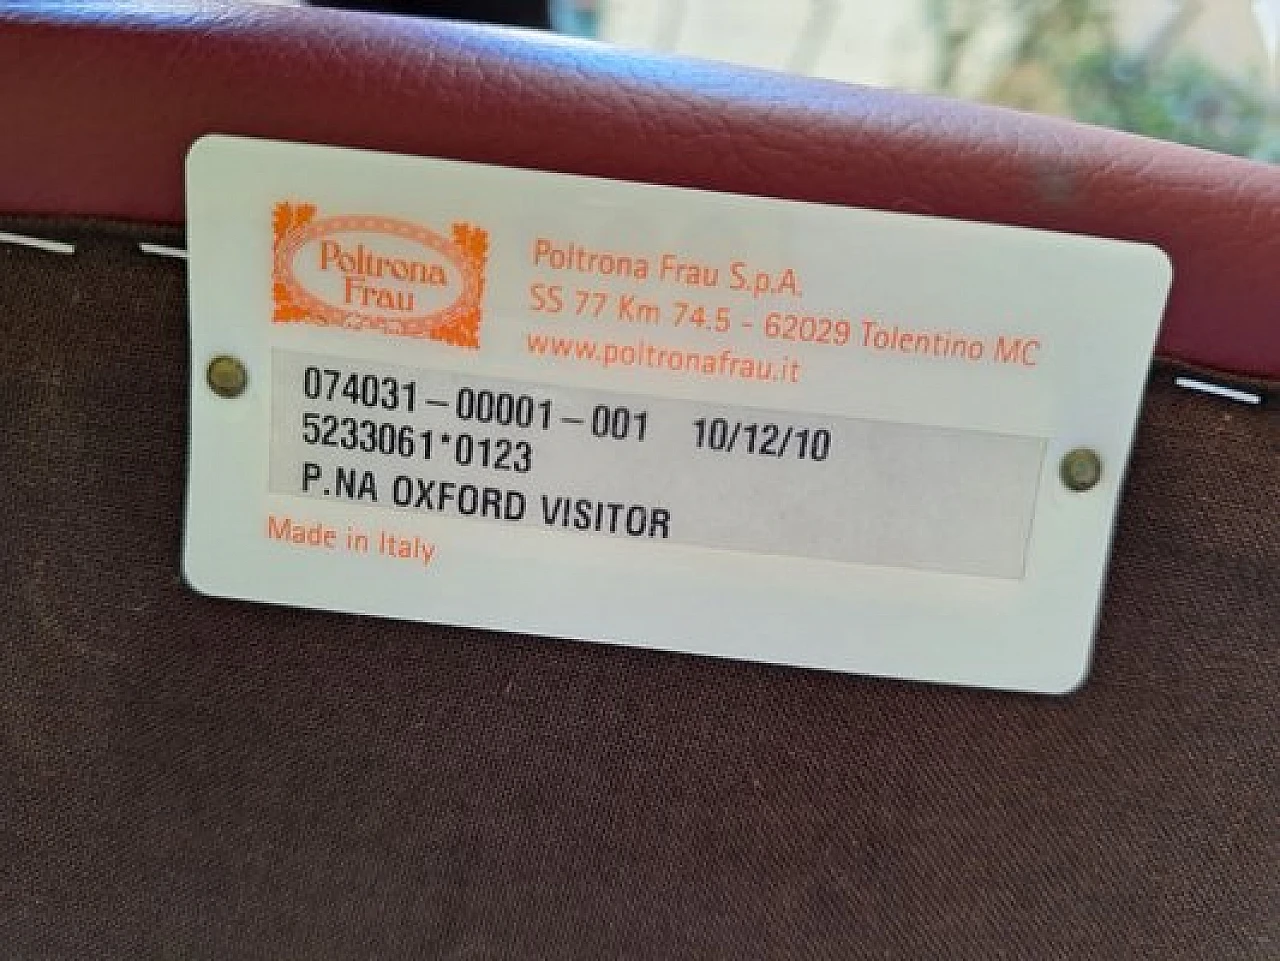 Poltrona
Frau
Poltrona Frau S.p.A.
SS 77 Km 74.5 - 62029 Tolentino MC
www.poltronafrau.it
074031-00001-001 10/12/10
5233061*0123
P.NA OXFORD VISITOR
Made in Italy